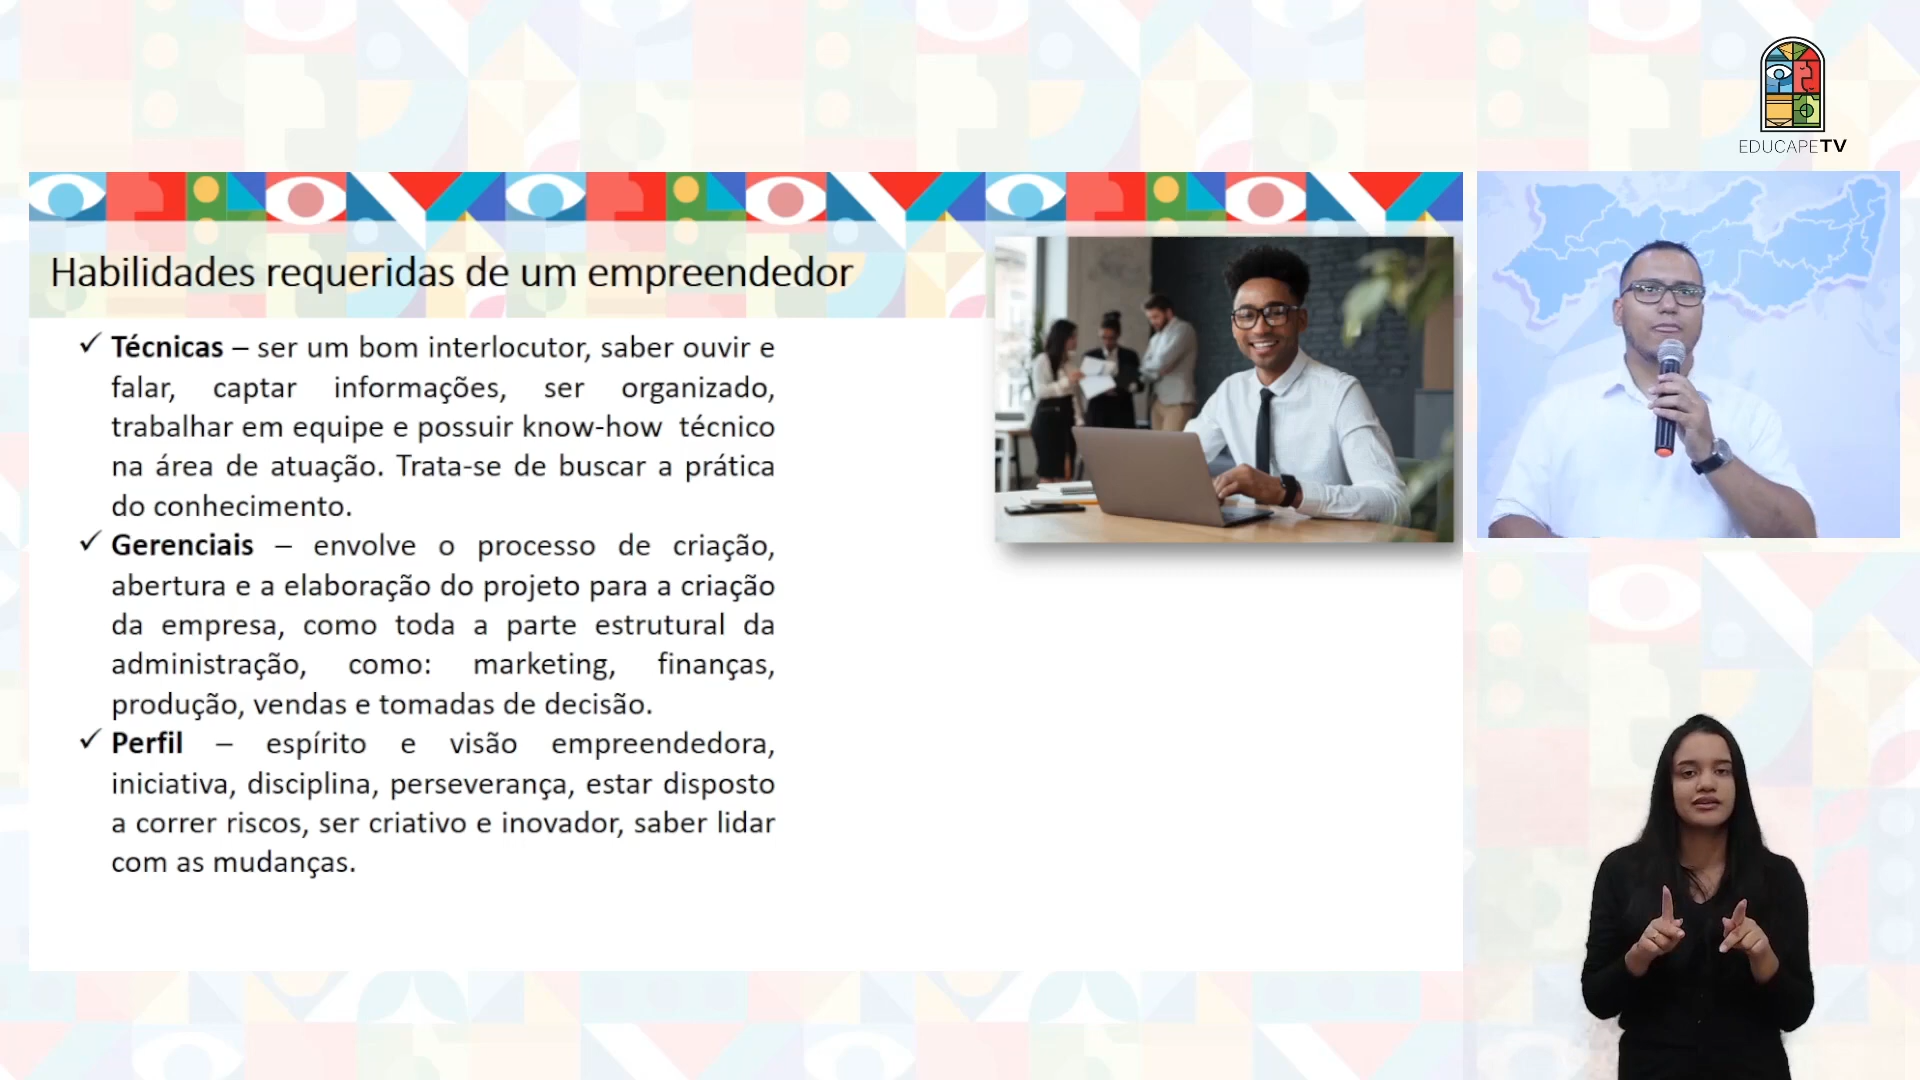 EDUCAPETV
Habilidades requeridas de um empreendedor
✓ Técnicas – ser um bom interlocutor, saber ouvir e
falar, captar informações, ser organizado,
trabalhar em equipe e possuir know-how técnico
na área de atuação. Trata-se de buscar a prática
do conhecimento.
✓ Gerenciais – envolve o processo de criação,
abertura e a elaboração do projeto para a criação
da empresa, como toda a parte estrutural da
administração, como: marketing, finanças,
produção, vendas e tomadas de decisão.
✓ Perfil – espírito e visão empreendedora,
iniciativa, disciplina, perseverança, estar disposto
a correr riscos, ser criativo e inovador, saber lidar
com as mudanças.